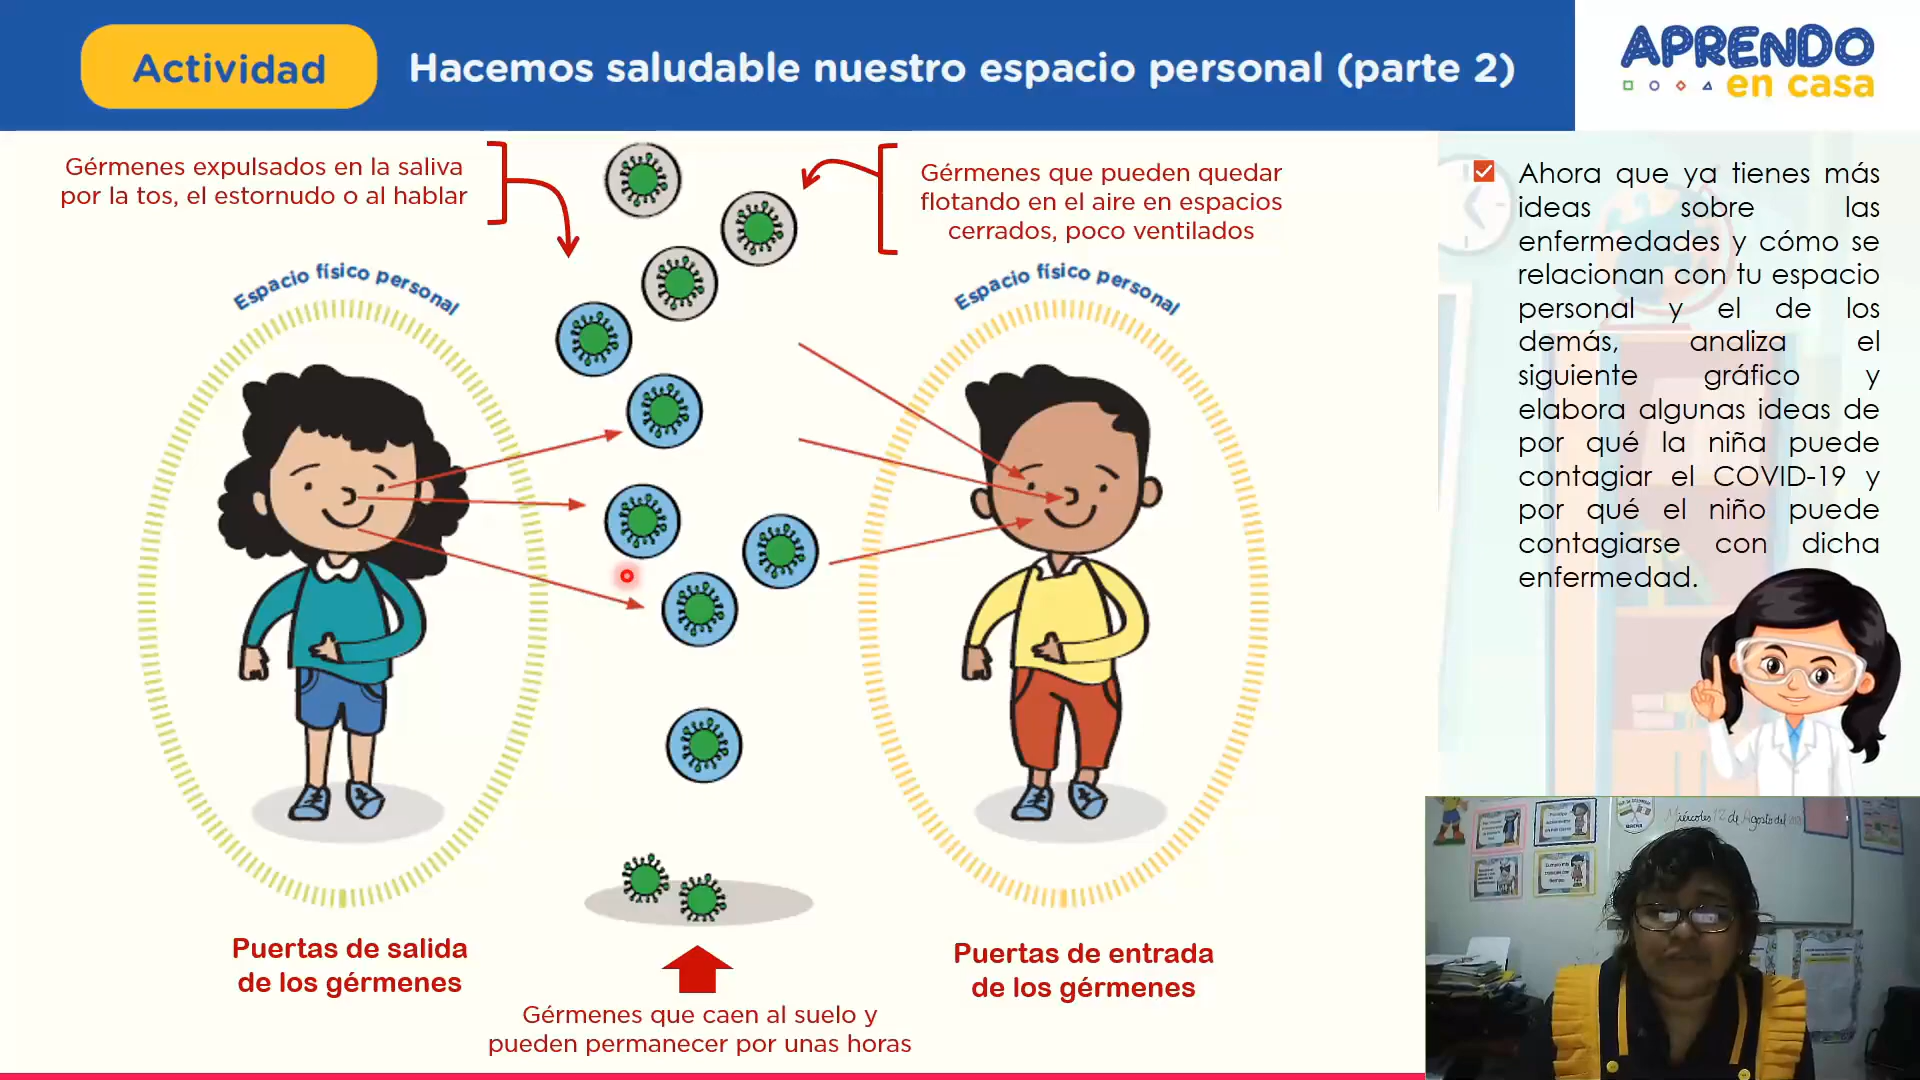 Actividad
Hacemos saludable nuestro espacio personal (parte 2)
APRENDO
en casa
Gérmenes expulsados en la saliva
por la tos, el estornudo o al hablar
Gérmenes que pueden quedar
flotando en el aire en espacios
cerrados, poco ventilados
Espacio físico personal
Espacio físico personal
Puertas de salida
de los gérmenes
Gérmenes que caen al suelo y
pueden permanecer por unas horas
Puertas de entrada
de los gérmenes
Ahora que ya tienes más
ideas sobre las
enfermedades y cómo se
relacionan con tu espacio
personal y el de los
demás, analiza el
siguiente gráfico y
elabora algunas ideas de
por qué la niña puede
contagiar el COVID-19 y
por qué el niño puede
contagiarse con dicha
enfermedad.
Miércoles 12 de Agosto del